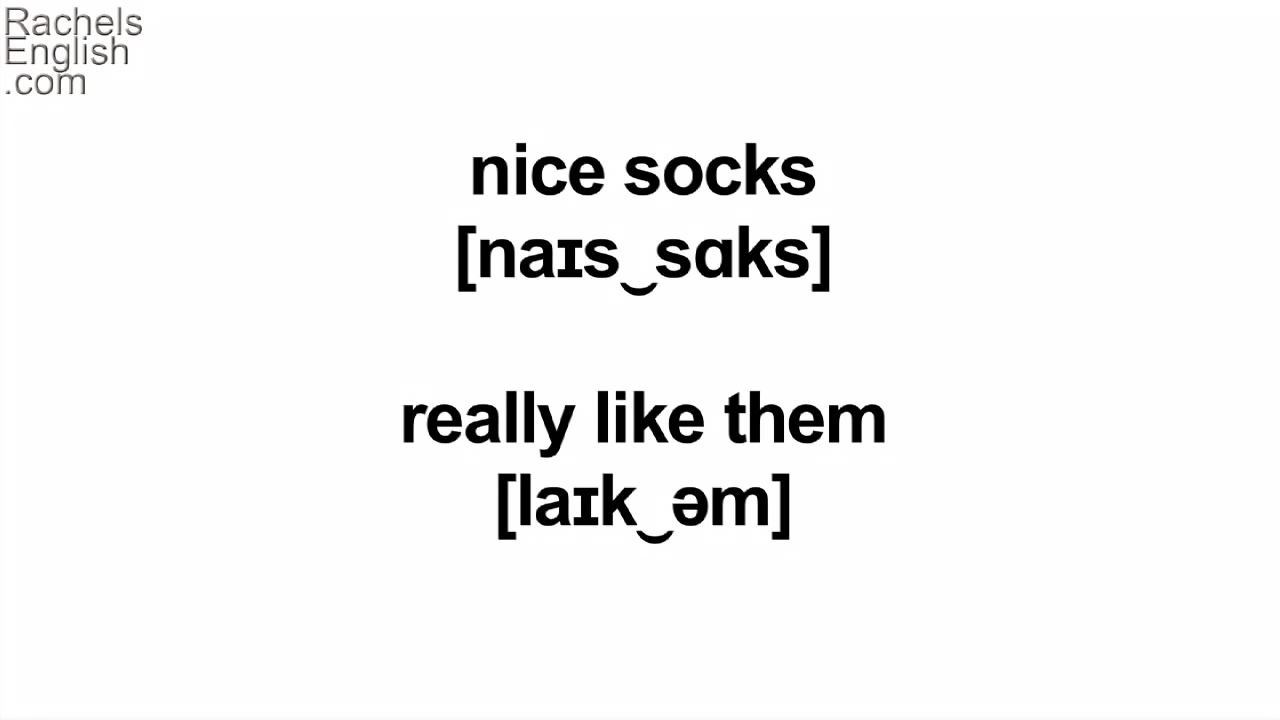 Rachels
English
.com
nice socks
[naɪs‿sɑks]
really like them
[laɪk‿əm]